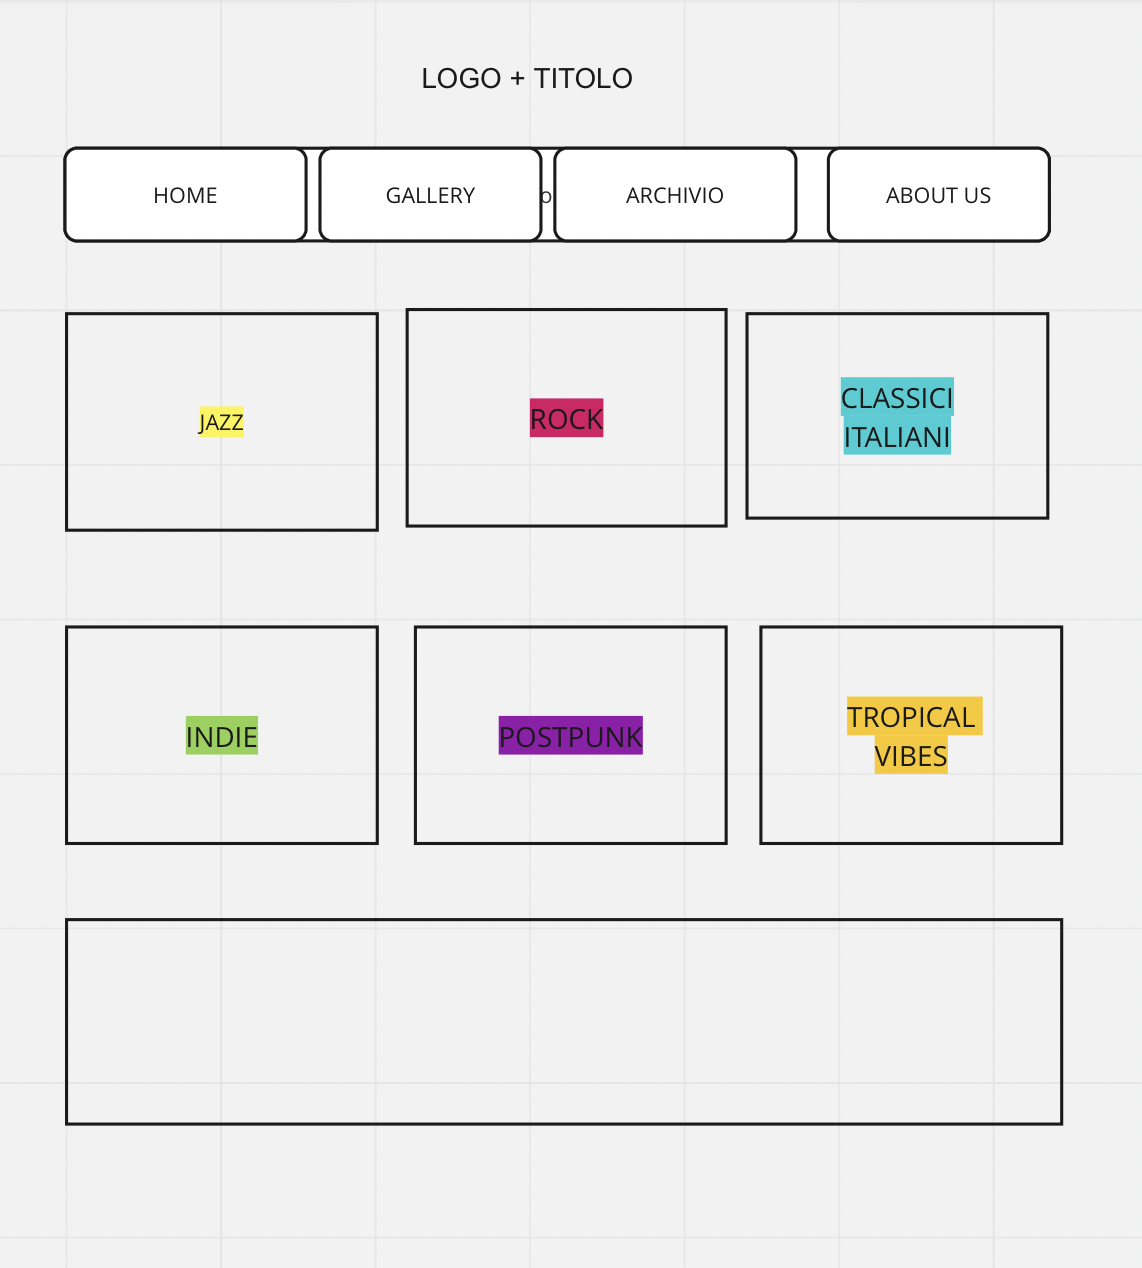 LOGO + TITOLO
HOME
GALLERY
o
ARCHIVIO
ABOUT US
JAZZ
ROCK
CLASSICI
ITALIANI
INDIE
POSTPUNK
TROPICAL
VIBES